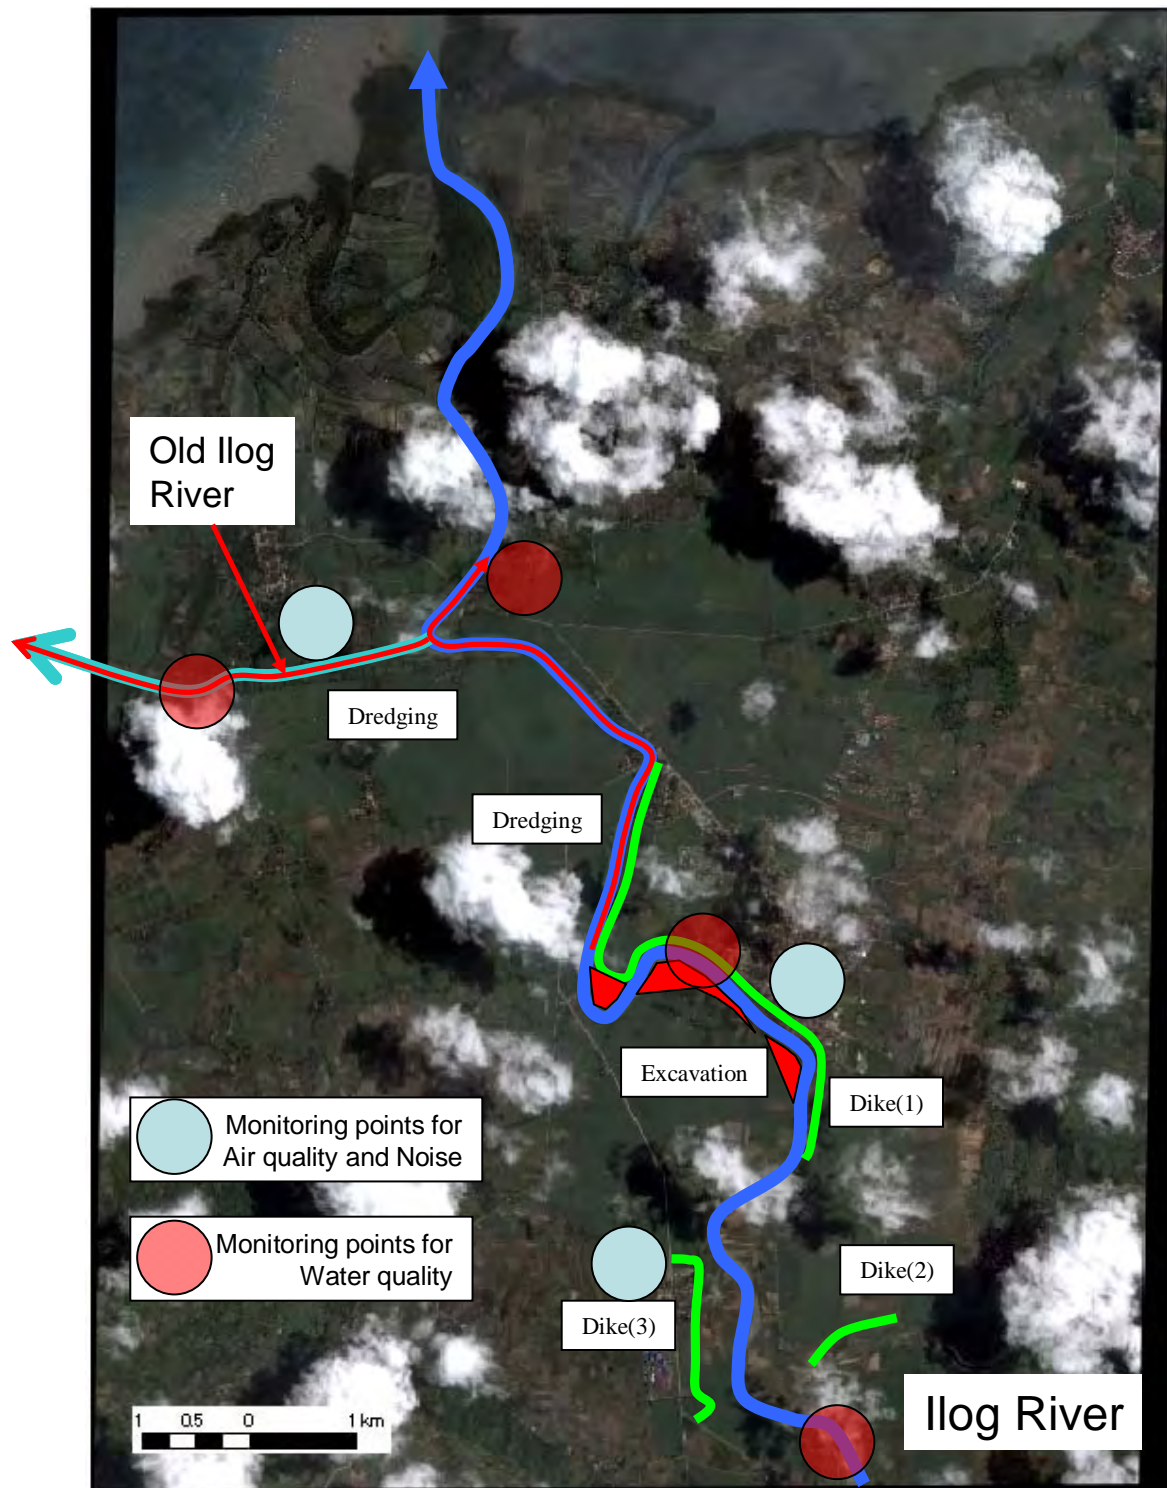 Old Ilog
River
Dredging
Dredging
Excavation
Dike(1)
Monitoring points for
Air quality and Noise
Monitoring points for
Water quality
Dike(2)
Dike(3)
Ilog River
1 0.5 0 1 km